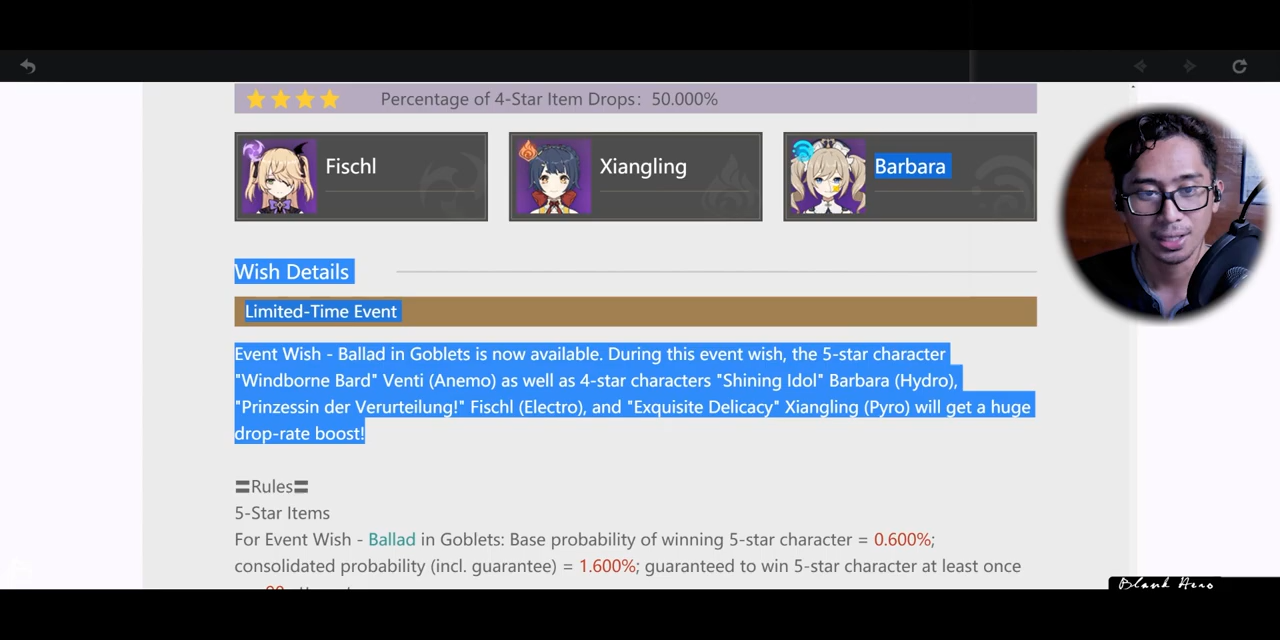 Percentage of 4-Star Item Drops: 50.000%
Fischl
Xiangling
Barbara
Wish Details
Limited-Time Event
Event Wish - Ballad in Goblets is now available. During this event wish, the 5-star character
"Windborne Bard" Venti (Anemo) as well as 4-star characters "Shining Idol" Barbara (Hydro),
"Prinzessin der Verurteilung!" Fischl (Electro), and "Exquisite Delicacy" Xiangling (Pyro) will get a huge
drop-rate boost!
〓Rules〓
5-Star Items
For Event Wish - Ballad in Goblets: Base probability of winning 5-star character = 0.600%;
consolidated probability (incl. guarantee) = 1.600%; guaranteed to win 5-star character at least once
Blank Hero